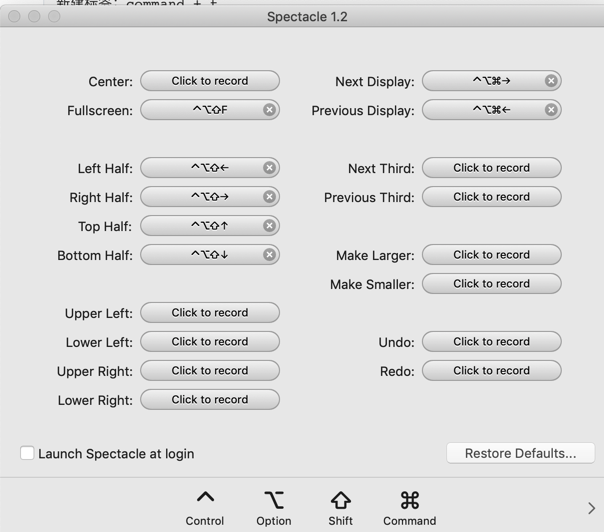 新建标签：command + t
Spectacle 1.2
Center: Click to record
Fullscreen: ⌃⌥⇧F
Left Half: ⌃⌥⇧←
Right Half: ⌃⌥⇧→
Top Half: ⌃⌥⇧↑
Bottom Half: ⌃⌥⇧↓
Upper Left: Click to record
Lower Left: Click to record
Upper Right: Click to record
Lower Right: Click to record
Next Display: ⌃⌥⌘→
Previous Display: ⌃⌥⌘←
Next Third: Click to record
Previous Third: Click to record
Make Larger: Click to record
Make Smaller: Click to record
Undo: Click to record
Redo: Click to record
Launch Spectacle at login
Restore Defaults...
⌃ ⌥ ⇧ ⌘
Control Option Shift Command